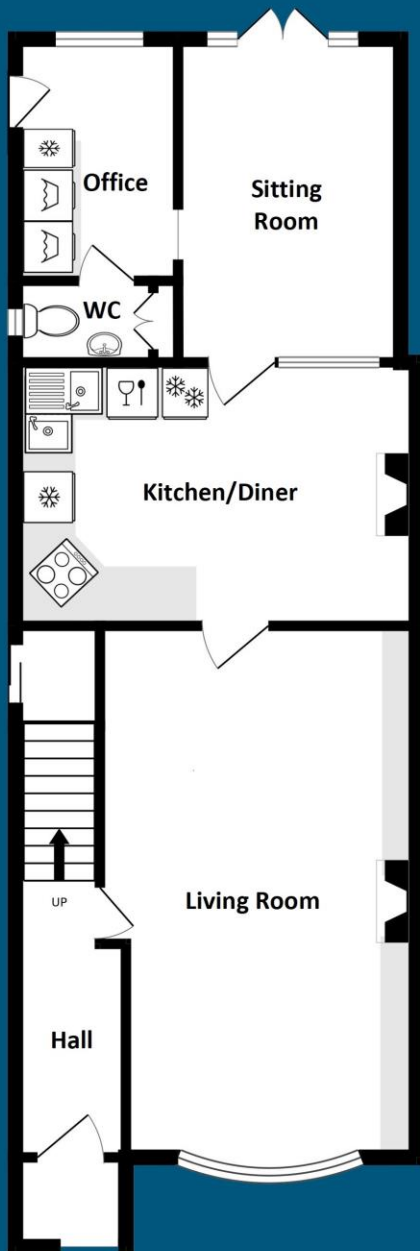 Office
Sitting
Room
WC
Kitchen/Diner
UP
Living Room
Hall